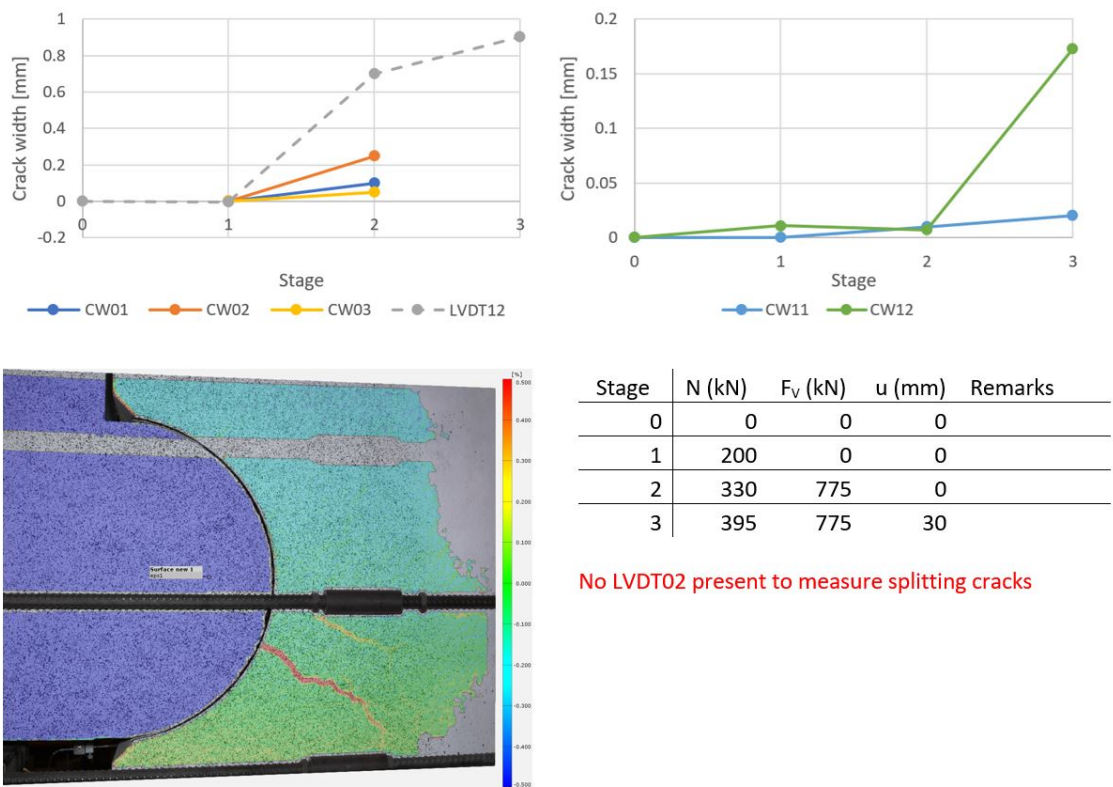 1
0.8
0.6
0.4
0.2
0
-0.2
Crack width [mm]
0 1 2 3
Stage
CW01 CW02 CW03 LVDT12
0.2
0.15
0.1
0.05
0
Crack width [mm]
0 1 2 3
Stage
CW11 CW12
[%]
0.500
0.400
0.300
0.200
0.100
0.000
-0.100
-0.200
-0.300
-0.400
-0.500
Surface new 1
Stage N (kN) FV (kN) u (mm) Remarks
0 0 0 0
1 200 0 0
2 330 775 0
3 395 775 30
No LVDT02 present to measure splitting cracks